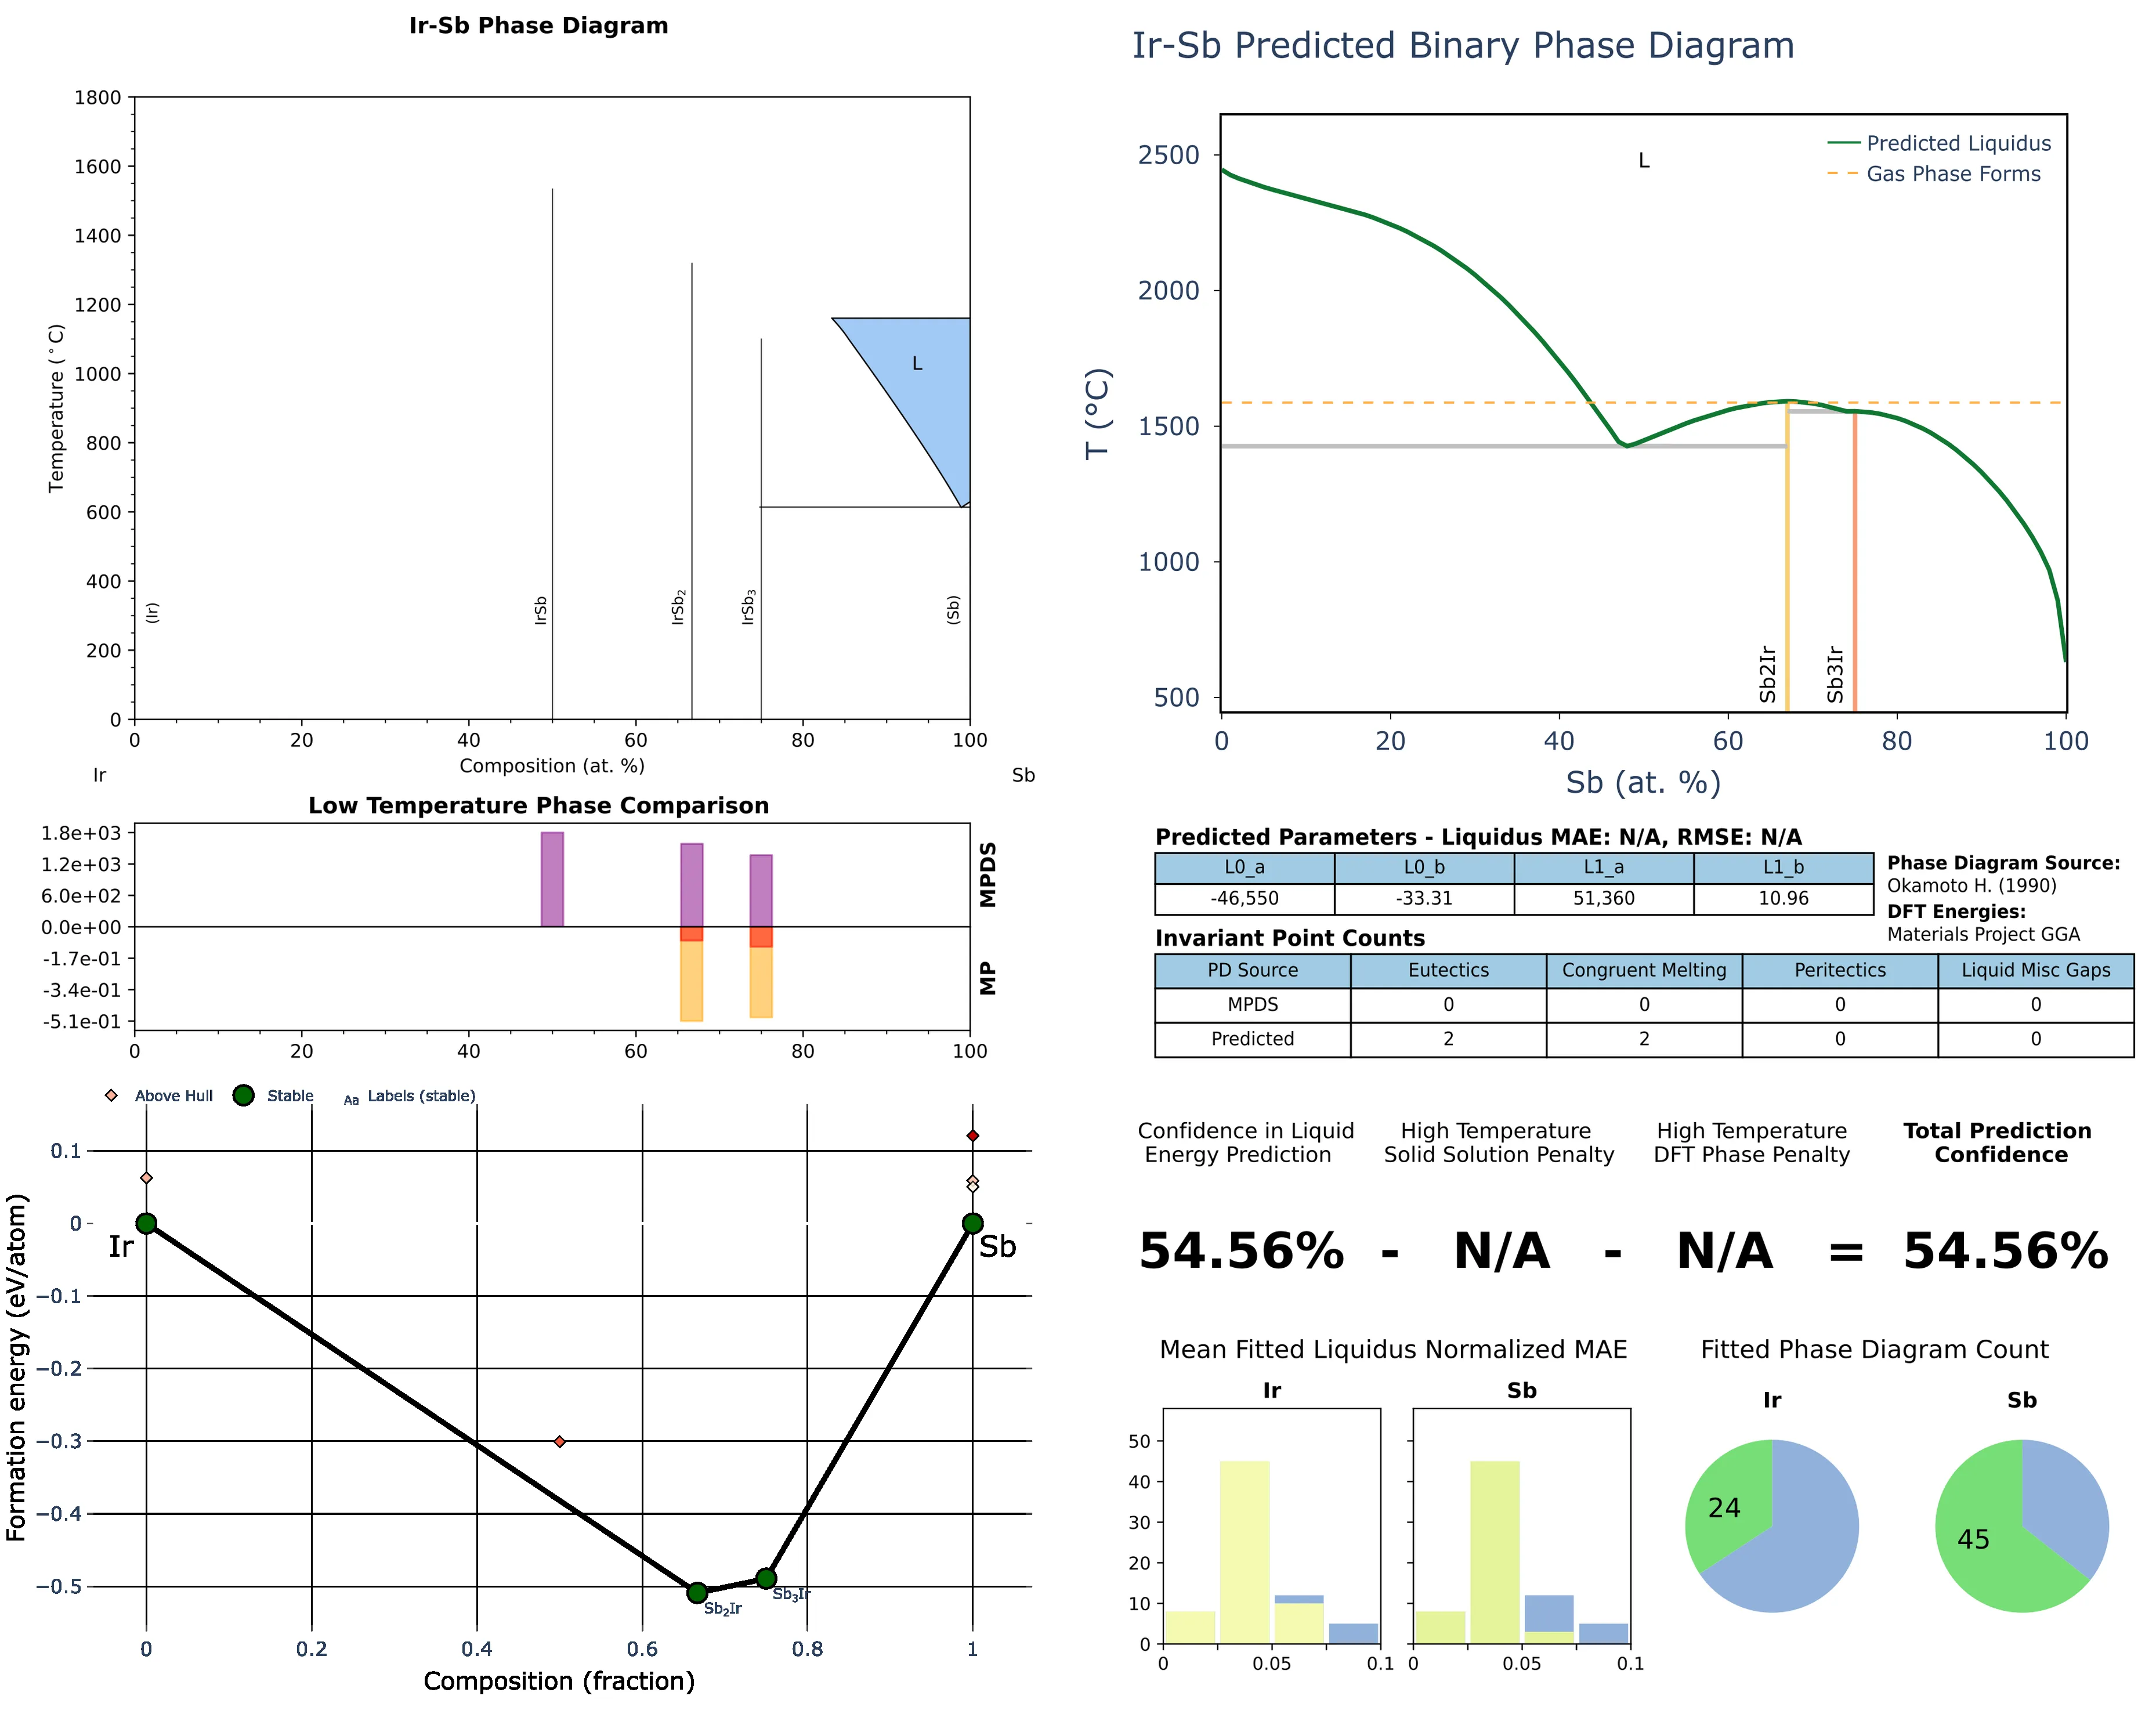 Ir-Sb Phase Diagram
1800
1600
1400
1200
1000
800
600
400
200
0
Temperature (°C)
L
(Ir)
IrSb
IrSb2
IrSb3
(Sb)
0 20 40 60 80 100
Composition (at. %)
Ir Sb
Low Temperature Phase Comparison
1.8e+03
1.2e+03
6.0e+02
0.0e+00
-1.7e-01
-3.4e-01
-5.1e-01
MPDS
MP
0 20 40 60 80 100
Above Hull Stable Aa Labels (stable)
0.1
0
−0.1
−0.2
−0.3
−0.4
−0.5
Formation energy (eV/atom)
Ir
Sb
Sb2Ir
Sb3Ir
0 0.2 0.4 0.6 0.8 1
Composition (fraction)
Ir-Sb Predicted Binary Phase Diagram
2500
2000
1500
1000
500
T (°C)
L
Predicted Liquidus
Gas Phase Forms
Sb2Ir
Sb3Ir
0 20 40 60 80 100
Sb (at. %)
Predicted Parameters - Liquidus MAE: N/A, RMSE: N/A
L0_a L0_b L1_a L1_b
-46,550 -33.31 51,360 10.96
Phase Diagram Source:
Okamoto H. (1990)
DFT Energies:
Materials Project GGA
Invariant Point Counts
PD Source Eutectics Congruent Melting Peritectics Liquid Misc Gaps
MPDS 0 0 0 0
Predicted 2 2 0 0
Confidence in Liquid
Energy Prediction
High Temperature
Solid Solution Penalty
High Temperature
DFT Phase Penalty
Total Prediction
Confidence
54.56% - N/A - N/A = 54.56%
Mean Fitted Liquidus Normalized MAE
Ir
Sb
50
40
30
20
10
0
0 0.05 0.1
0 0.05 0.1
Fitted Phase Diagram Count
Ir
Sb
24
45